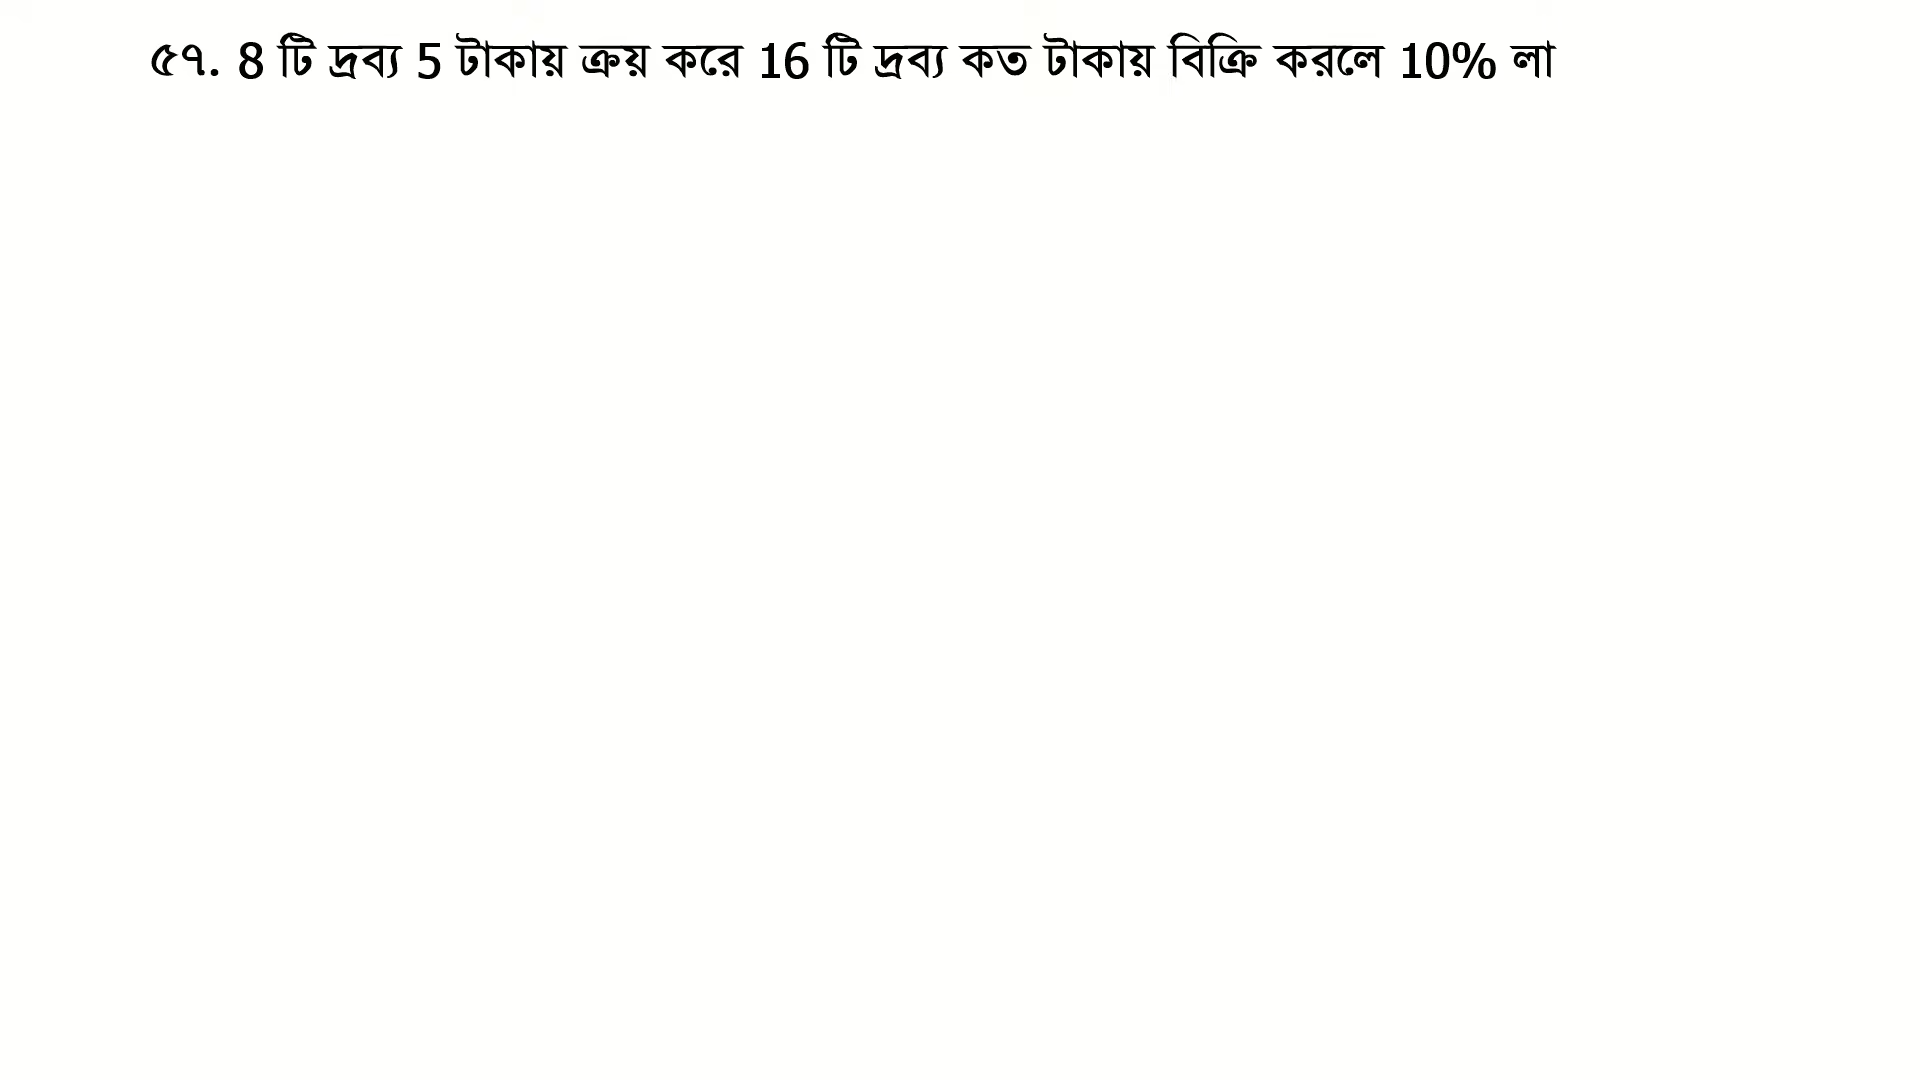 ৫৭. 8 টি দ্রব্য 5 টাকায় ক্রয় করে 16 টি দ্রব্য কত টাকায় বিক্রি করলে 10% লা